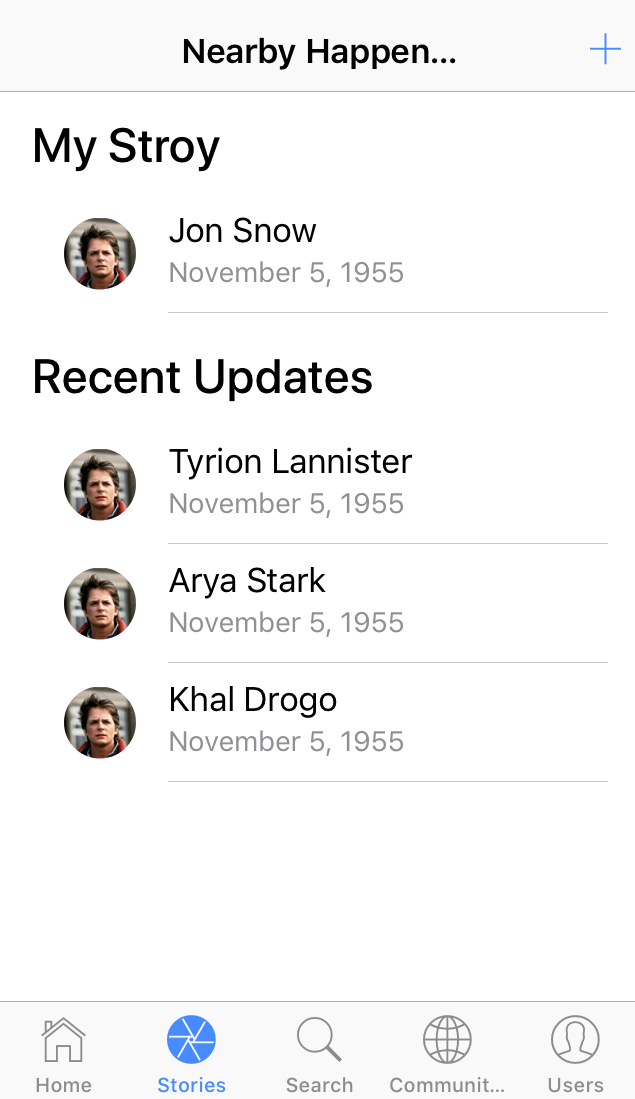 Nearby Happen...
My Stroy
Jon Snow
November 5, 1955
Recent Updates
Tyrion Lannister
November 5, 1955
Arya Stark
November 5, 1955
Khal Drogo
November 5, 1955
Home Stories Search Communit... Users